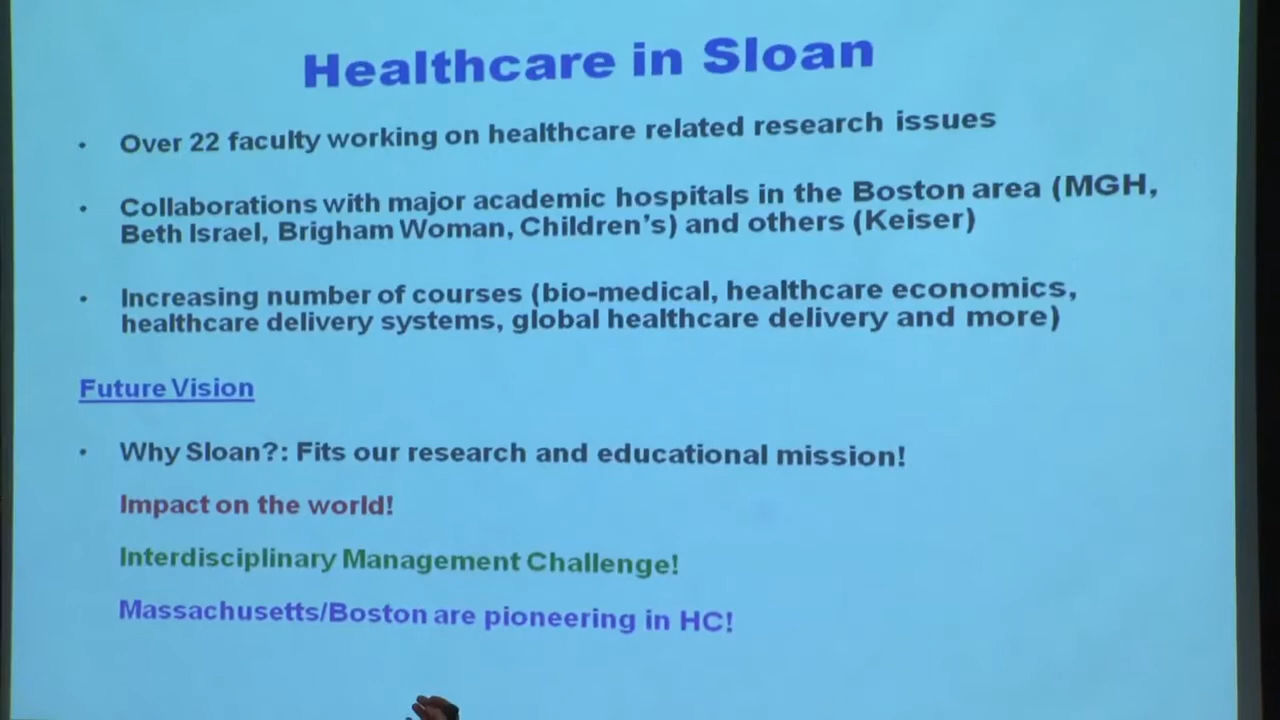 Healthcare in Sloan
• Over 22 faculty working on healthcare related research issues
• Collaborations with major academic hospitals in the Boston area (MGH,
Beth Israel, Brigham Woman, Children's) and others (Keiser)
• Increasing number of courses (bio-medical, healthcare economics,
healthcare delivery systems, global healthcare delivery and more)
Future Vision
• Why Sloan?: Fits our research and educational mission!
Impact on the world!
Interdisciplinary Management Challenge!
Massachusetts/Boston are pioneering in HC!